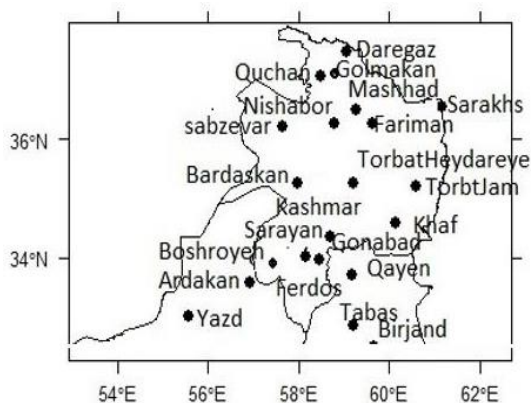 Daregaz
Quchan
Golmakan
Mashhad
Nishabor
Sarakhs
sabzevar
Fariman
36°N
TorbatHeydareye
Bardaskan
TorbtJam
Kashmar
Khaf
Sarayan
Gonabad
Boshroyeh
34°N
Qayen
Ardakan
Ferdos
Tabas
Yazd
Birjand
54°E 56°E 58°E 60°E 62°E